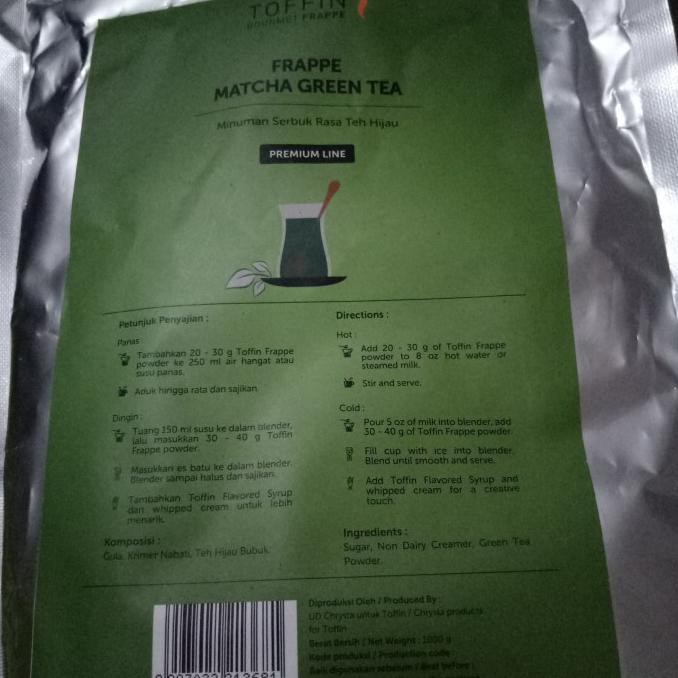 TOFFIN
GOURMET FRAPPE
FRAPPE
MATCHA GREEN TEA
Minuman Serbuk Rasa Teh Hijau
PREMIUM LINE
Petunjuk Penyajian :
Panas
Tambahkan 20 - 30 g Toffin Frappe
powder ke 250 ml air hangat atau
susu panas.
Aduk hingga rata dan sajikan.
Dingin :
Tuang 150 ml susu ke dalam blender,
lalu masukkan 30 - 40 g Toffin
Frappe powder.
Masukkan es batu ke dalam blender.
Blender sampai halus dan sajikan.
Tambahkan Toffin Flavored Syrup
dan whipped cream untuk lebih
menarik.
Komposisi :
Gula, Krimer Nabati, Teh Hijau Bubuk.
Directions :
Hot :
Add 20 - 30 g of Toffin Frappe
powder to 8 oz hot water or
steamed milk.
Stir and serve.
Cold :
Pour 5 oz of milk into blender, add
30 - 40 g of Toffin Frappe powder.
Fill cup with ice into blender.
Blend until smooth and serve.
Add Toffin Flavored Syrup and
whipped cream for a creative
touch.
Ingredients :
Sugar, Non Dairy Creamer, Green Tea
Powder.
Diproduksi Oleh / Produced By :
UD Chrysta untuk Toffin / Chrysta products
for Toffin
Berat Bersih / Net Weight : 1000 g
Kode produksi / Production code :
Baik digunakan sebelum / Best before :